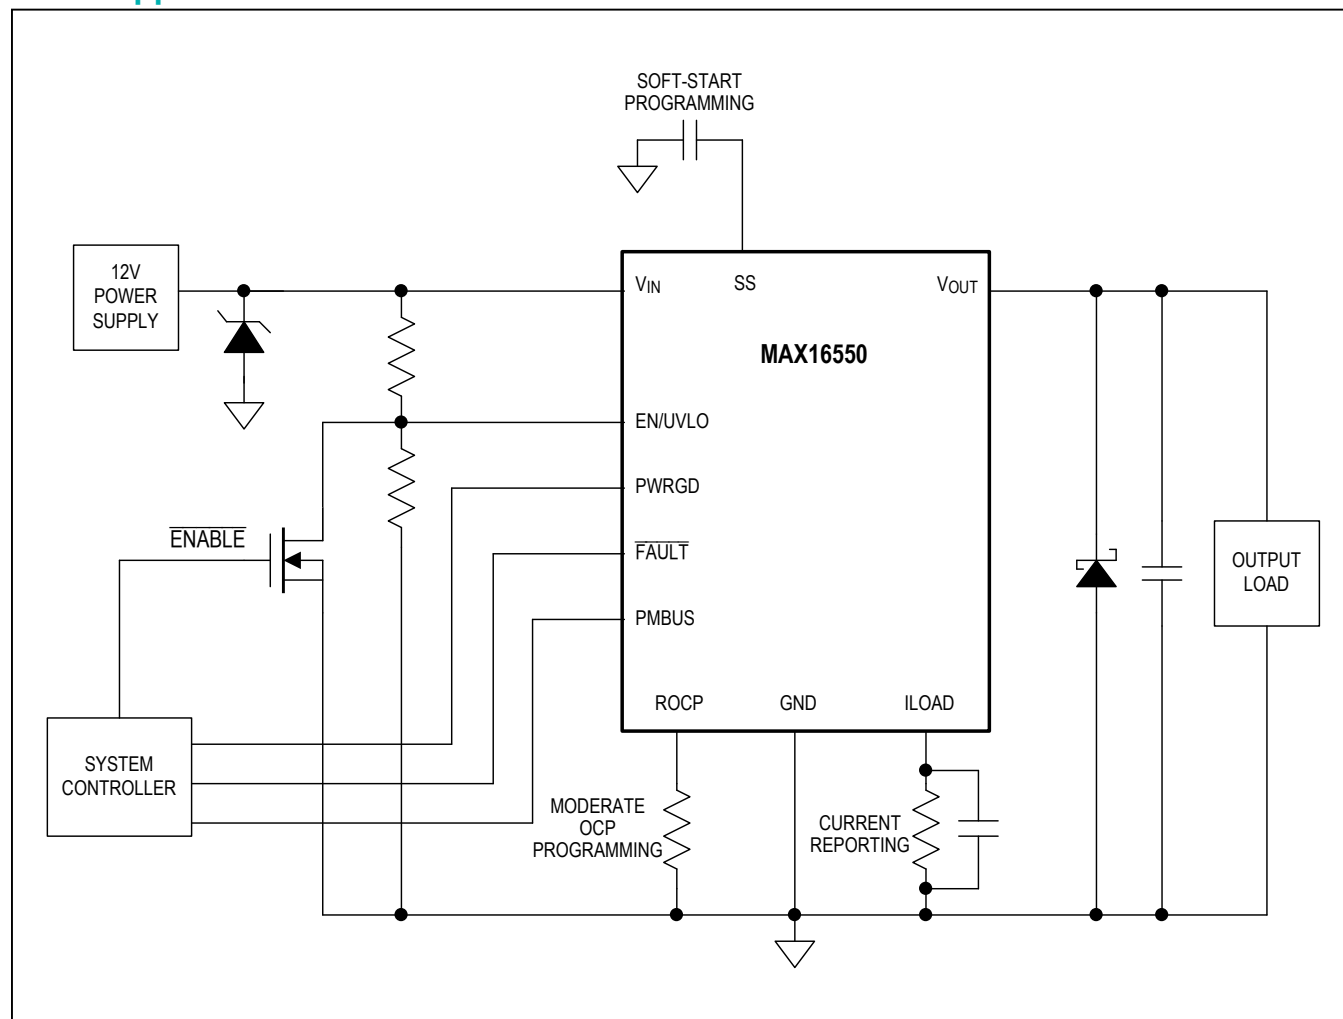 SOFT-START
PROGRAMMING
12V
POWER
SUPPLY
VIN
SS
VOUT
MAX16550
EN/UVLO
PWRGD
ENABLE
FAULT
OUTPUT
LOAD
PMBUS
ROCP
GND
ILOAD
SYSTEM
CONTROLLER
MODERATE
OCP
PROGRAMMING
CURRENT
REPORTING